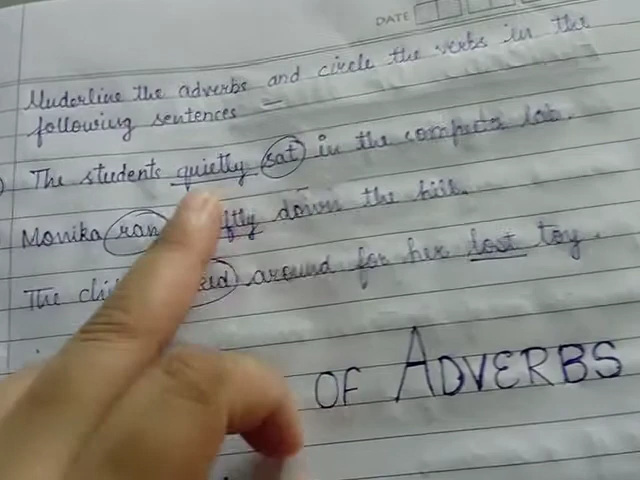 DATE
Underline the adverbs and circle the verbs in the
following sentences –
The students quietly sat in the computer lab.
Monika ran down the hill.
The around for her lost toy.
OF ADVERBS